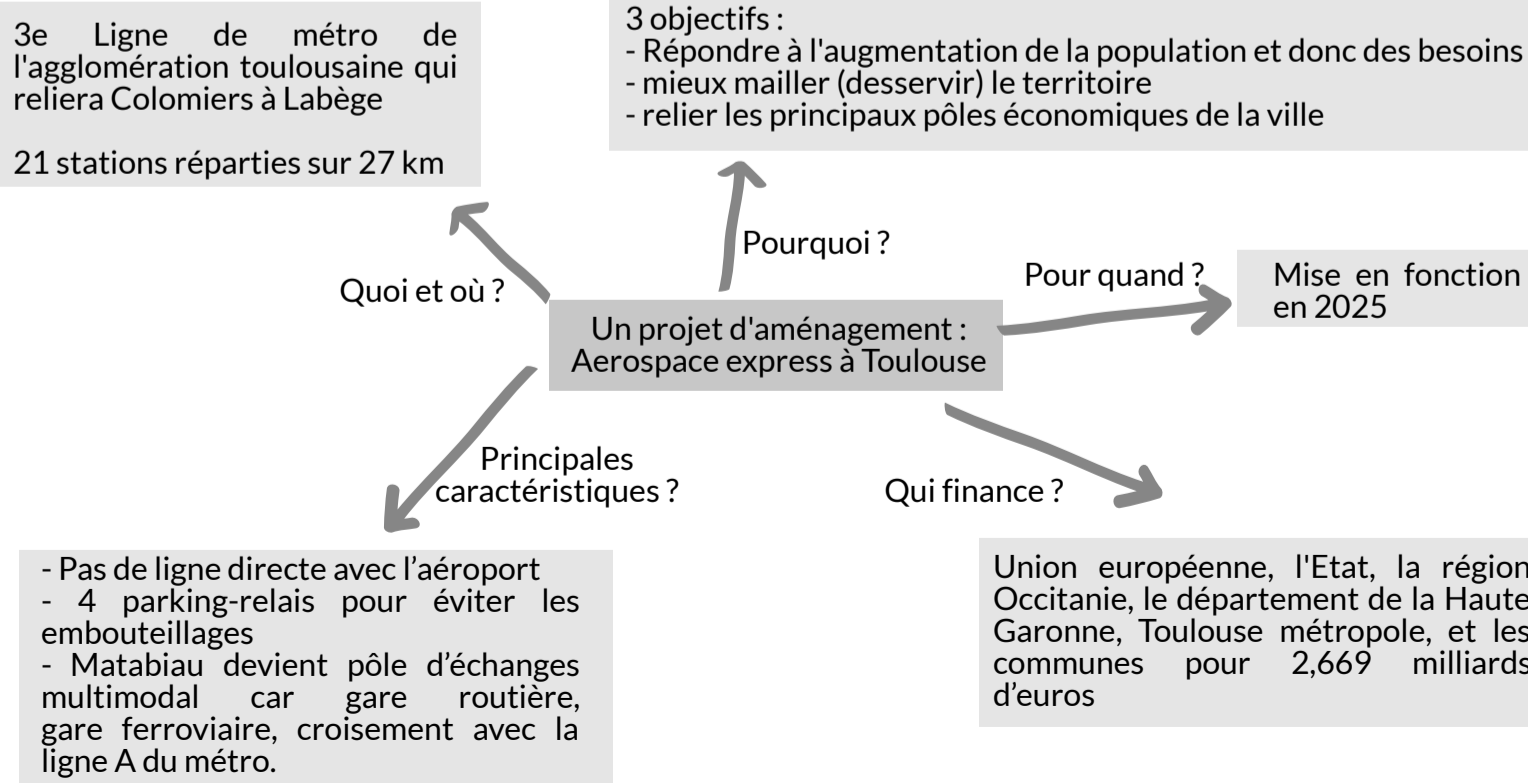 3e Ligne de métro de
l'agglomération toulousaine qui
reliera Colomiers à Labège
21 stations réparties sur 27 km
3 objectifs :
- Répondre à l'augmentation de la population et donc des besoins
- mieux mailler (desservir) le territoire
- relier les principaux pôles économiques de la ville
Quoi et où ?
Pourquoi ?
Pour quand ?
Mise en fonction
en 2025
Un projet d'aménagement :
Aerospace express à Toulouse
Principales
caractéristiques ?
Qui finance ?
- Pas de ligne directe avec l’aéroport
- 4 parking-relais pour éviter les
embouteillages
- Matabiau devient pôle d’échanges
multimodal car gare routière,
gare ferroviaire, croisement avec la
ligne A du métro.
Union européenne, l'Etat, la région
Occitanie, le département de la Haute
Garonne, Toulouse métropole, et les
communes pour 2,669 milliards
d’euros